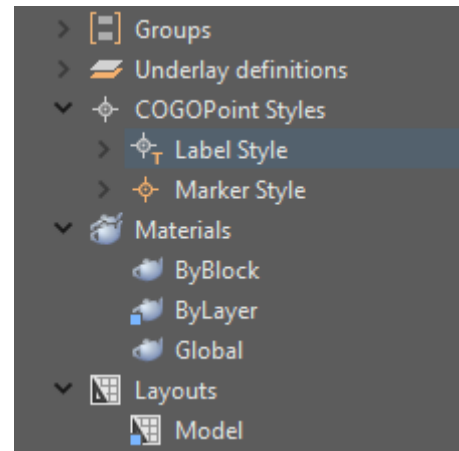 Groups
Underlay definitions
COGOPoint Styles
Label Style
Marker Style
Materials
ByBlock
ByLayer
Global
Layouts
Model